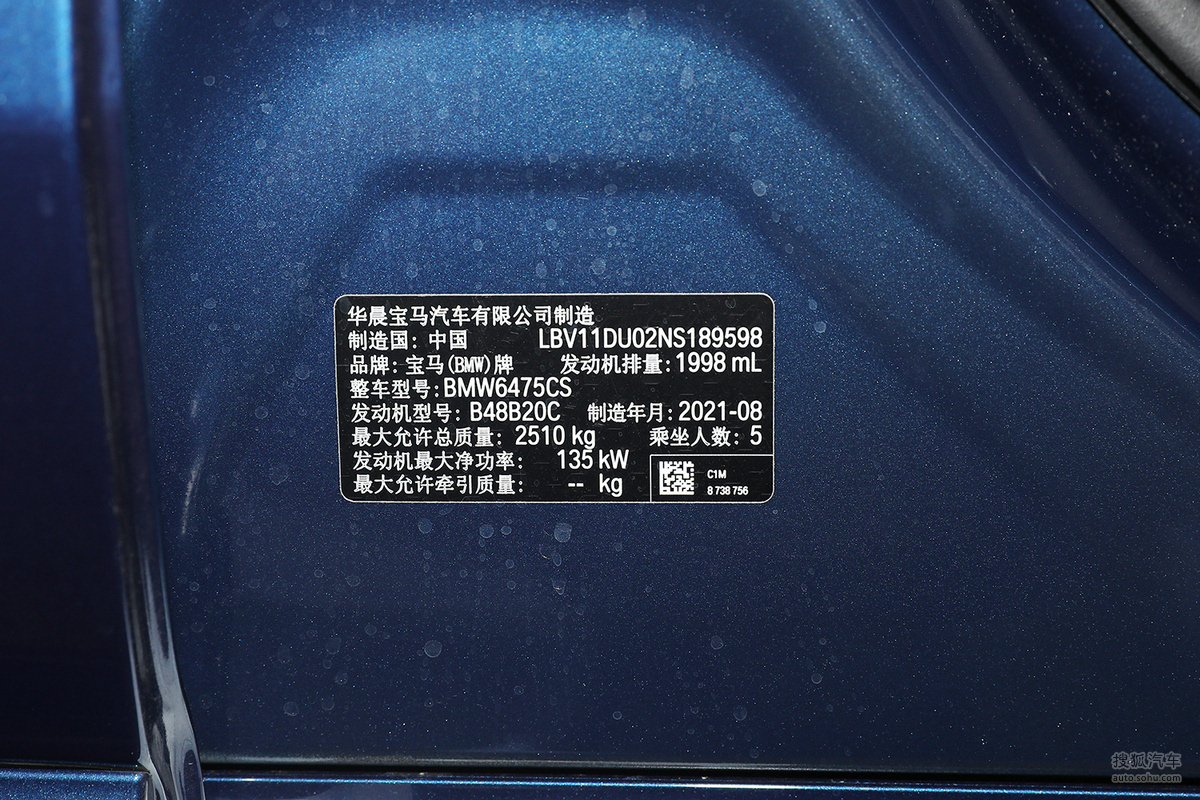 华晨宝马汽车有限公司制造
制造国：中国 LBV11DU02NS189598
品牌：宝马(BMW)牌 发动机排量：1998 mL
整车型号：BMW6475CS
发动机型号：B48B20C 制造年月：2021-08
最大允许总质量：2510 kg 乘坐人数：5
发动机最大净功率：135 kW
最大允许牵引质量：-- kg
C1M
8 738 756
搜狐汽车
auto.sohu.com